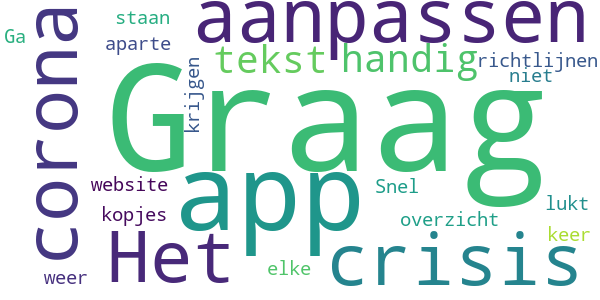 staan
aanpassen
Ga
aparte
corona
tekst
handig
richtlijnen
niet
krijgen
Graag
website
app
Snel
kopjes
overzicht
lukt
Het
crisis
keer
elke
weer